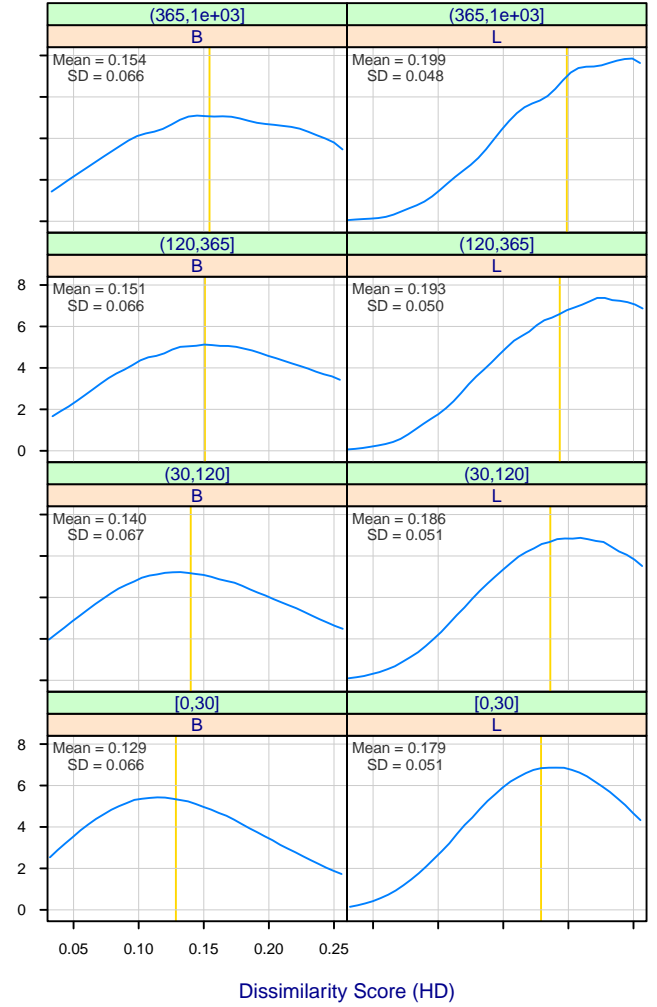 (365,1e+03] (365,1e+03]
B L
Mean = 0.154 Mean = 0.199
SD = 0.066 SD = 0.048
(120,365] (120,365]
B L
8
Mean = 0.151 Mean = 0.193
SD = 0.066 SD = 0.050
6
4
2
0
(30,120] (30,120]
B L
Mean = 0.140 Mean = 0.186
SD = 0.067 SD = 0.051
[0,30] [0,30]
B L
8
Mean = 0.129 Mean = 0.179
SD = 0.066 SD = 0.051
6
4
2
0
0.05 0.10 0.15 0.20 0.25
Dissimilarity Score (HD)